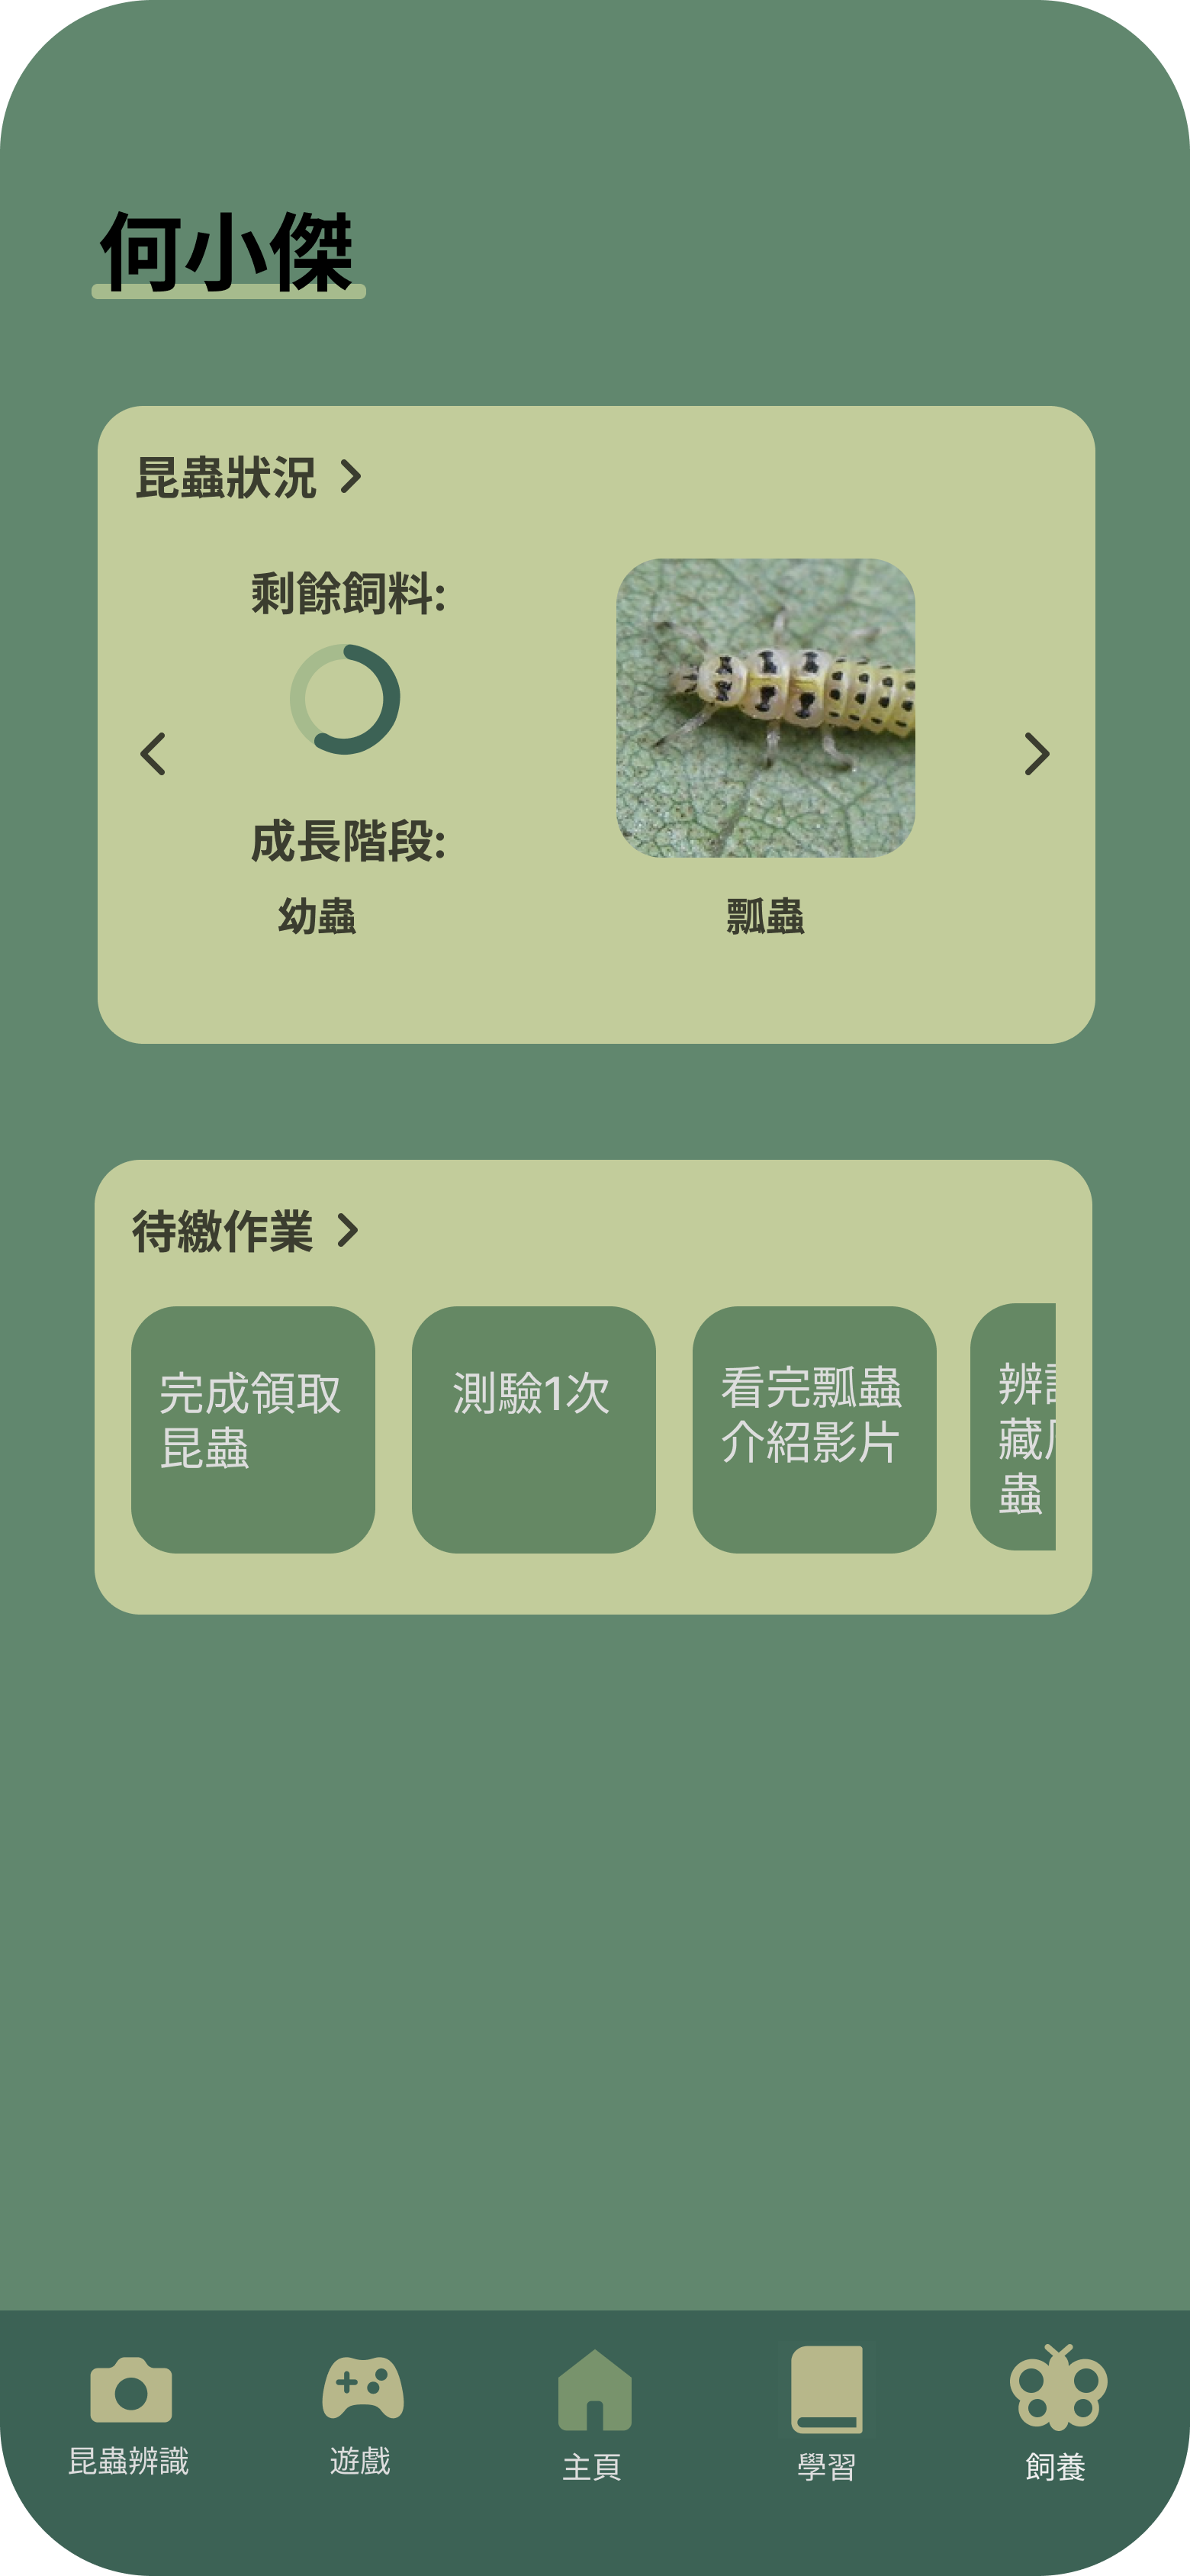 何小傑
昆蟲狀況
剩餘飼料:
成長階段:
幼蟲
瓢蟲
待繳作業
完成領取
昆蟲
測驗1次
看完瓢蟲
介紹影片
辨
藏
蟲
昆蟲辨識
遊戲
主頁
學習
飼養